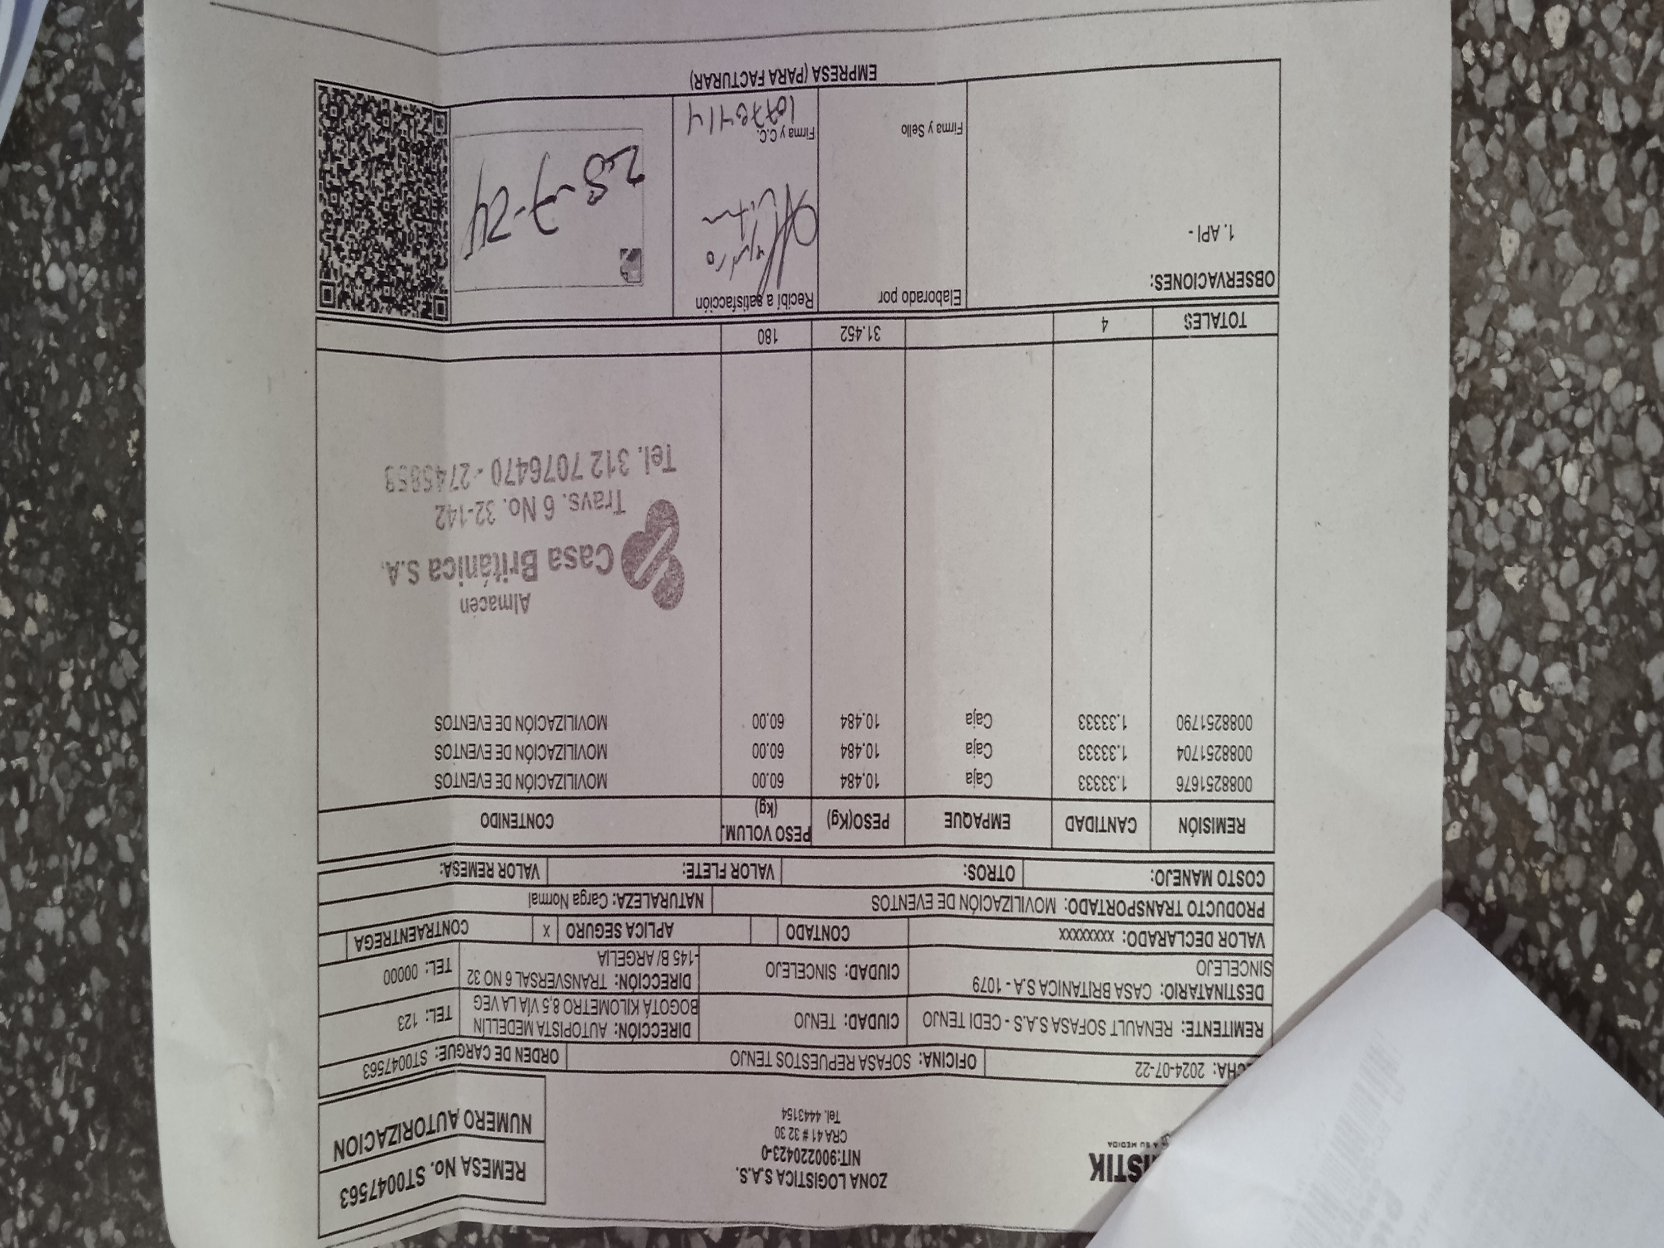 ISTIK
A SU MEDIDA
ZONA LOGISTICA S.A.S.
NIT:900220423-0
CRA 41 # 32 30
Tel. 4443154
REMESA No. ST0047563
NUMERO AUTORIZACION
CHA: 2024-07-22 OFICINA: SOFASA REPUESTOS TENJO ORDEN DE CARGUE: ST0047563
REMITENTE: RENAULT SOFASA S.A.S - CEDI TENJO CIUDAD: TENJO DIRECCIÓN: AUTOPISTA MEDELLIN
BOGOTÁ KILOMETRO 8.5 VÍA LA VEG TEL: 123
DESTINATARIO: CASA BRITANICA S.A - 1079
SINCELEJO CIUDAD: SINCELEJO DIRECCIÓN: TRANSVERSAL 6 NO 32
-145 B/ ARGELIA TEL: 00000
VALOR DECLARADO: xxxxxxxx CONTADO APLICA SEGURO X CONTRAENTREGA
PRODUCTO TRANSPORTADO: MOVILIZACIÓN DE EVENTOS NATURALEZA: Carga Normal
COSTO MANEJO: OTROS: VALOR FLETE: VALOR REMESA:
REMISIÓN CANTIDAD EMPAQUE PESO(Kg) PESO VOLUM. (kg) CONTENIDO
0088251676 1.33333 Caja 10.484 60.00 MOVILIZACIÓN DE EVENTOS
0088251704 1.33333 Caja 10.484 60.00 MOVILIZACIÓN DE EVENTOS
0088251790 1.33333 Caja 10.484 60.00 MOVILIZACIÓN DE EVENTOS
Almacén
Casa Británica S.A.
Travs. 6 No. 32-142
Tel. 312 7076470 - 2745853
TOTALES 4 31.452 180
OBSERVACIONES:
1. API -
Elaborado por
Firma y Sello
Recibí a satisfacción
Firma y C.C.
28-7-24
EMPRESA (PARA FACTURAR)